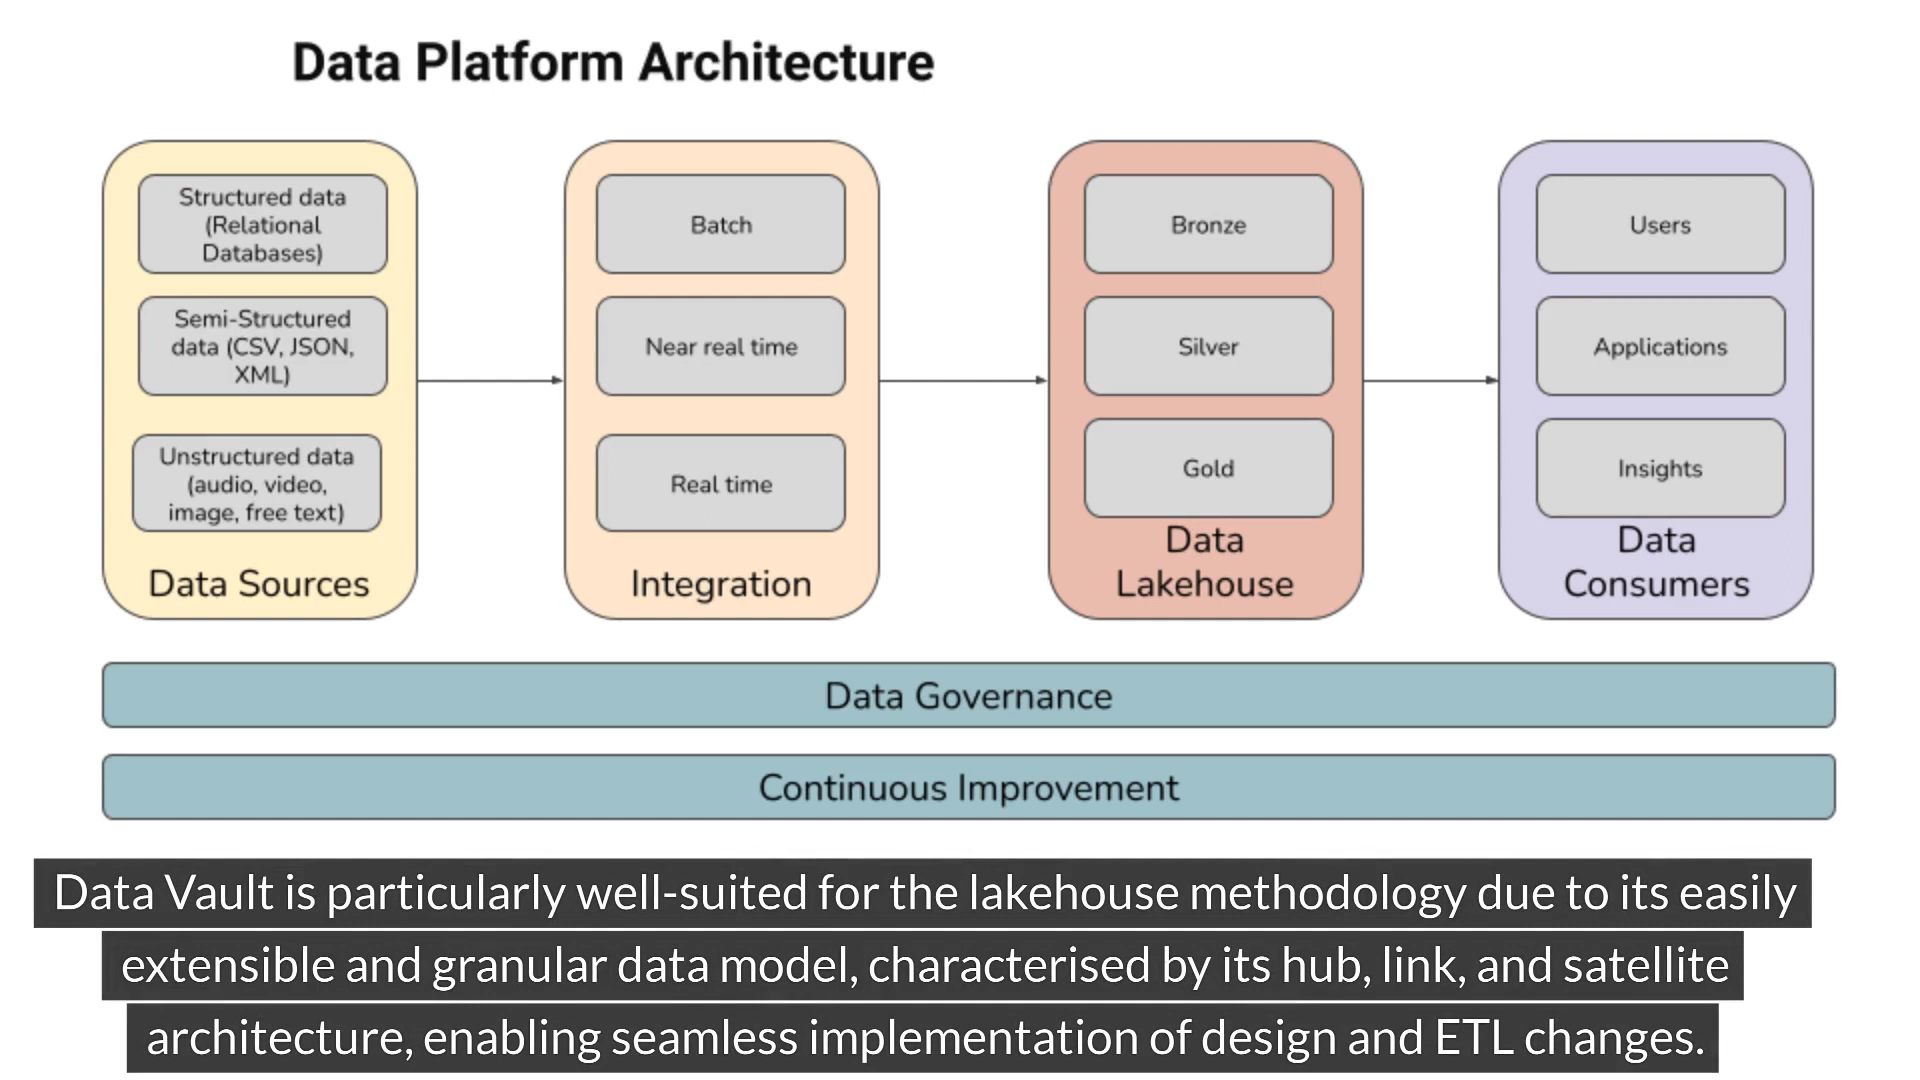 Data Platform Architecture
Structured data
(Relational
Databases)
Semi-Structured
data (CSV, JSON,
XML)
Unstructured data
(audio, video,
image, free text)
Data Sources
Batch
Near real time
Real time
Integration
Bronze
Silver
Gold
Data
Lakehouse
Users
Applications
Insights
Data
Consumers
Data Governance
Continuous Improvement
Data Vault is particularly well-suited for the lakehouse methodology due to its easily
extensible and granular data model, characterised by its hub, link, and satellite
architecture, enabling seamless implementation of design and ETL changes.